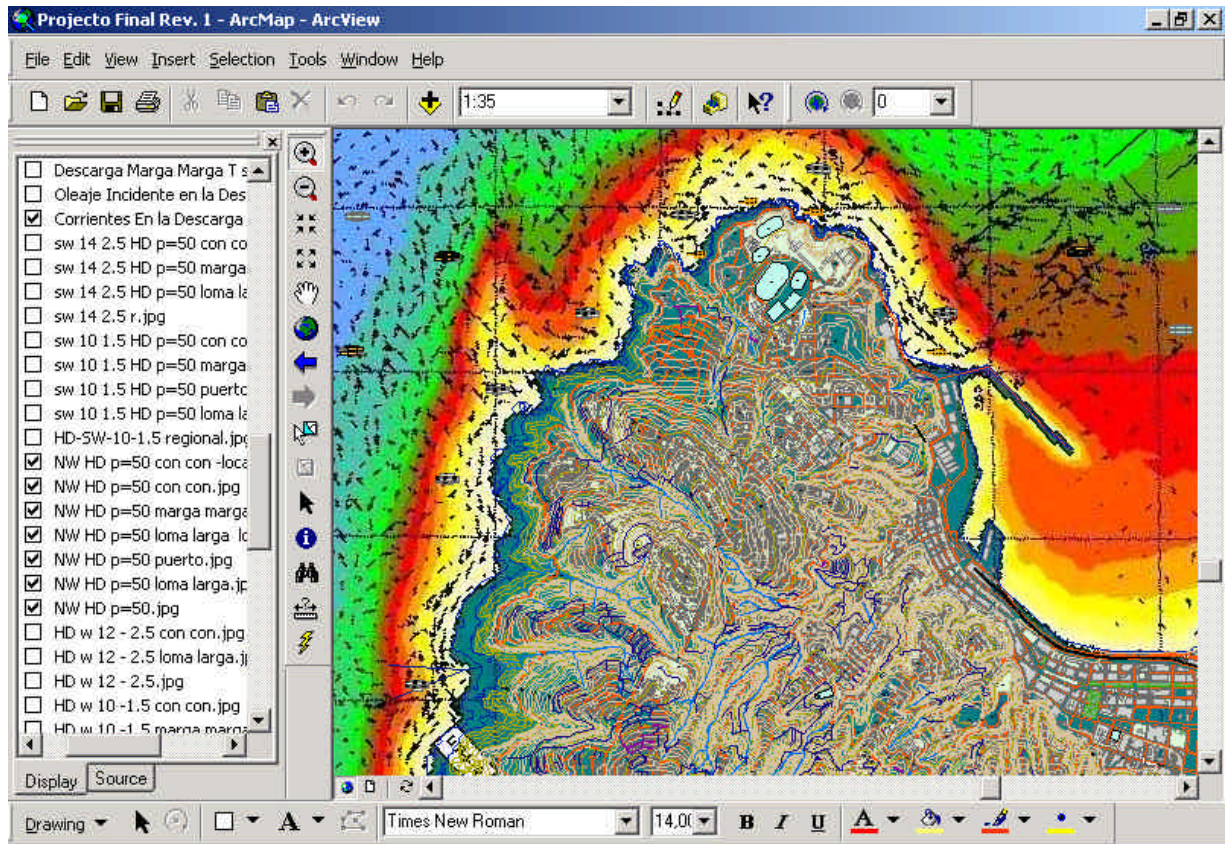 Projecto Final Rev. 1 - ArcMap - ArcView
File Edit View Insert Selection Tools Window Help
1:35
0
Descarga Marga Marga T s
Oleaje Incidente en la Des
Corrientes En la Descarga
sw 14 2.5 HD p=50 con co
sw 14 2.5 HD p=50 marga
sw 14 2.5 HD p=50 loma la
sw 14 2.5 r.jpg
sw 10 1.5 HD p=50 con co
sw 10 1.5 HD p=50 marga
sw 10 1.5 HD p=50 puerto
sw 10 1.5 HD p=50 loma la
HD-SW-10-1.5 regional.jpg
NW HD p=50 con con -loca
NW HD p=50 con con.jpg
NW HD p=50 marga marga
NW HD p=50 loma larga lo
NW HD p=50 puerto.jpg
NW HD p=50 loma larga.jp
NW HD p=50.jpg
HD w 12 - 2.5 con con.jpg
HD w 12 - 2.5 loma larga.jp
HD w 12 - 2.5.jpg
HD w 10 -1.5 con con.jpg
HD w 10 -1.5 marga marga
Display Source
Drawing A Times New Roman 14,0 B I U A